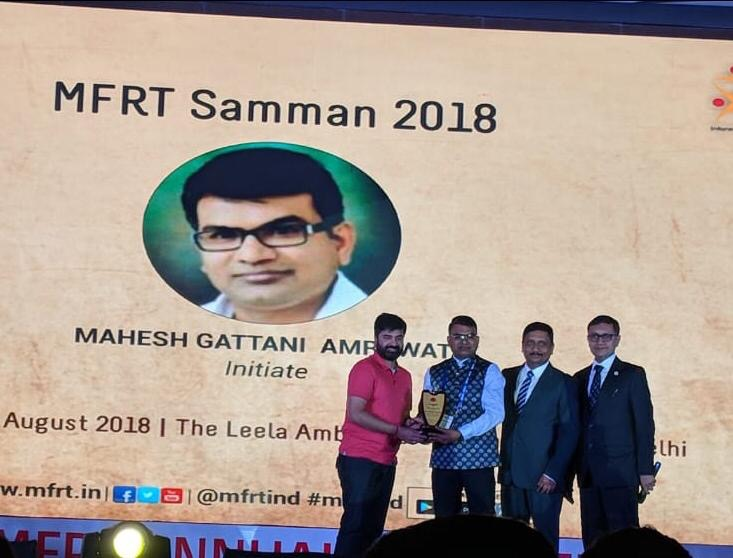 MFRT Samman 2018
MAHESH GATTANI
Initiate
August 2018 | The Leela
www.mfrt.in | @mfrtind